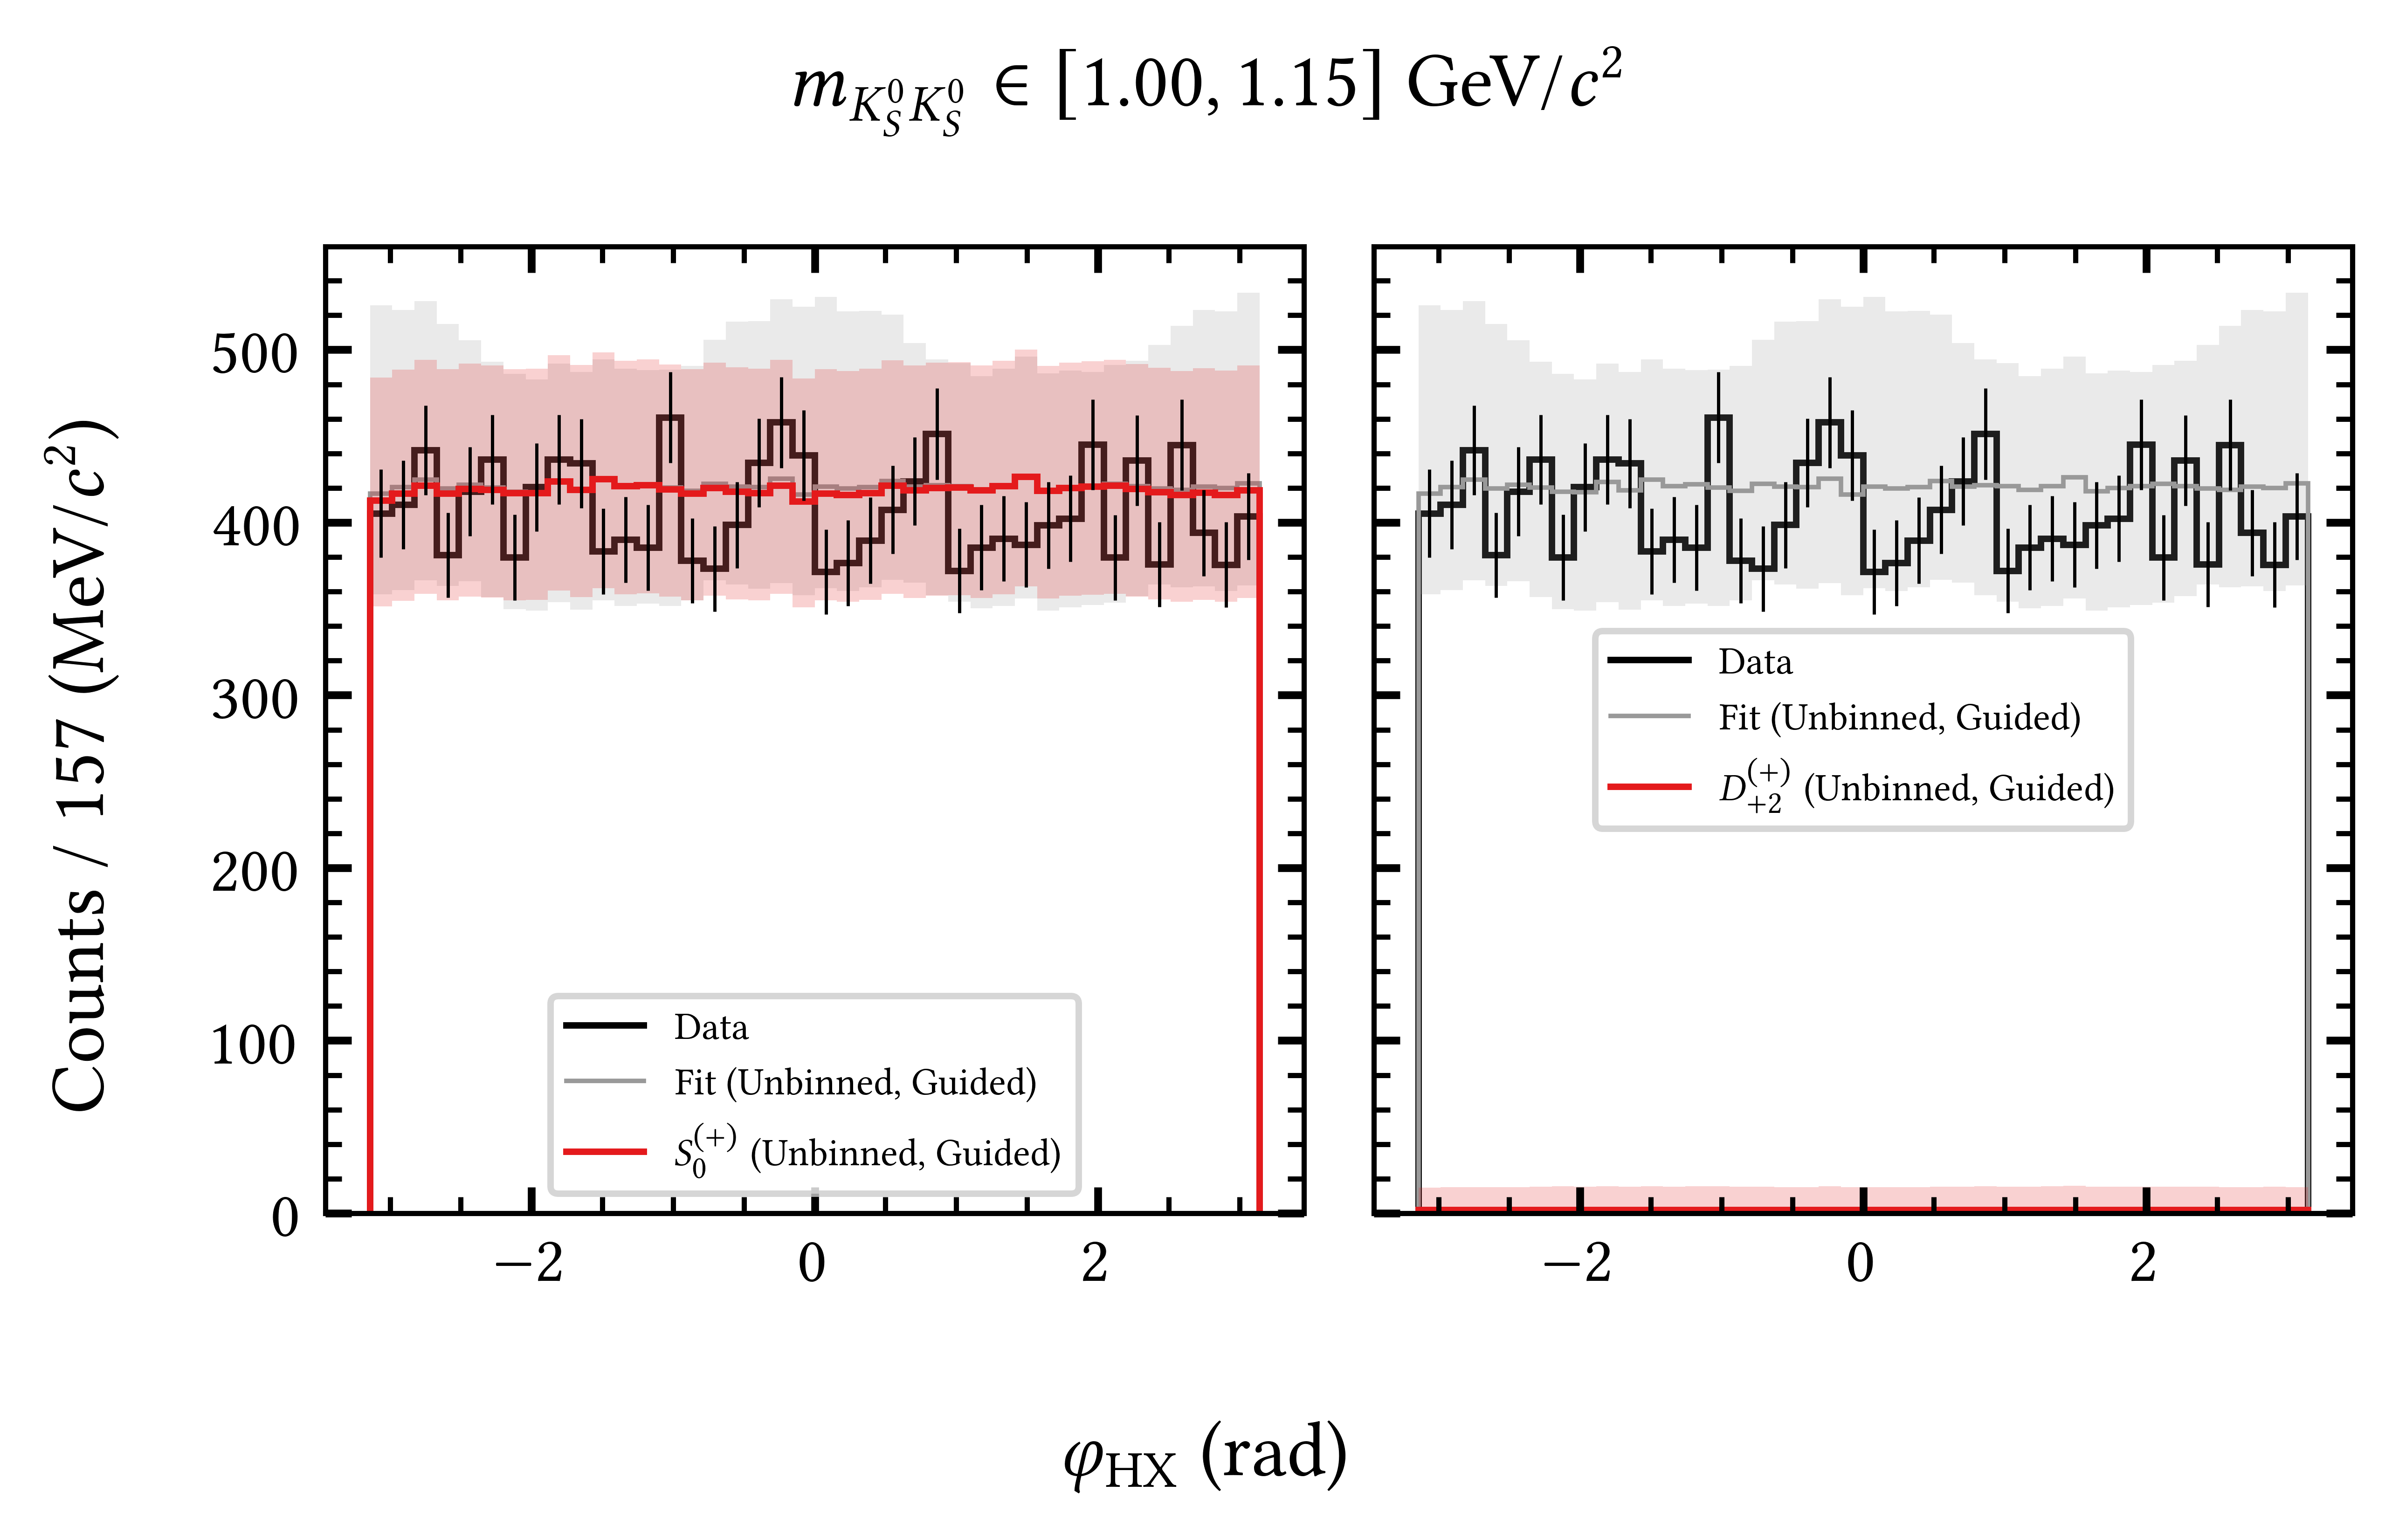 m_{K_S^0 K_S^0} ∈ [1.00, 1.15] GeV/c²
Counts / 157 (MeV/c²)
500
400
300
200
100
0
Data
Fit (Unbinned, Guided)
S_0^{(+)} (Unbinned, Guided)
−2
0
2
Data
Fit (Unbinned, Guided)
D_{+2}^{(+)} (Unbinned, Guided)
−2
0
2
φ_{HX} (rad)